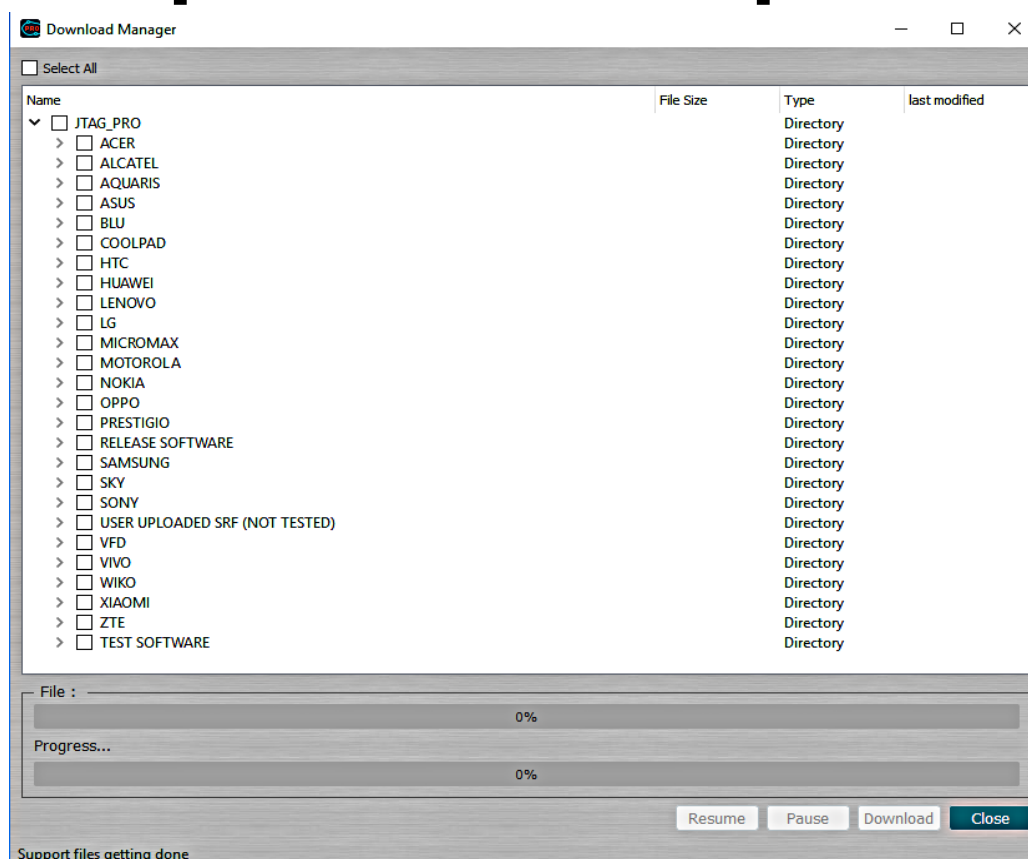 PRO Download Manager
Select All
Name File Size Type last modified
JTAG_PRO Directory
ACER Directory
ALCATEL Directory
AQUARIS Directory
ASUS Directory
BLU Directory
COOLPAD Directory
HTC Directory
HUAWEI Directory
LENOVO Directory
LG Directory
MICROMAX Directory
MOTOROLA Directory
NOKIA Directory
OPPO Directory
PRESTIGIO Directory
RELEASE SOFTWARE Directory
SAMSUNG Directory
SKY Directory
SONY Directory
USER UPLOADED SRF (NOT TESTED) Directory
VFD Directory
VIVO Directory
WIKO Directory
XIAOMI Directory
ZTE Directory
TEST SOFTWARE Directory
File :
0%
Progress...
0%
Resume Pause Download Close
Support files getting done